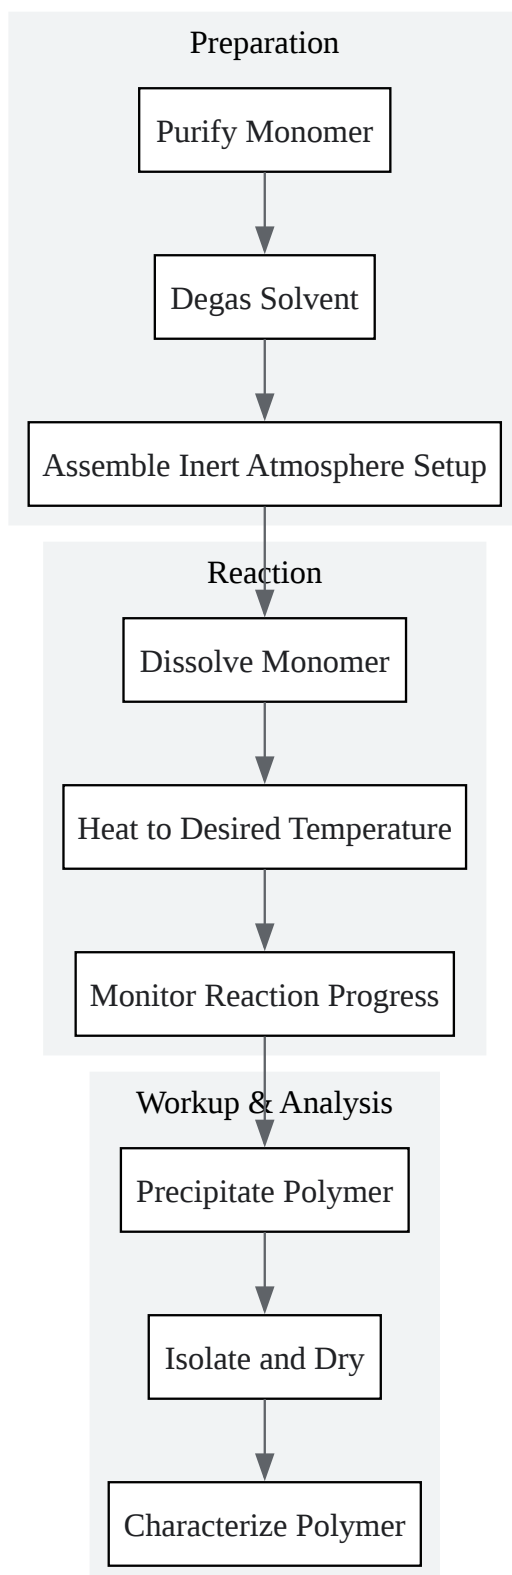 Preparation
Purify Monomer
Degas Solvent
Assemble Inert Atmosphere Setup
Reaction
Dissolve Monomer
Heat to Desired Temperature
Monitor Reaction Progress
Workup & Analysis
Precipitate Polymer
Isolate and Dry
Characterize Polymer